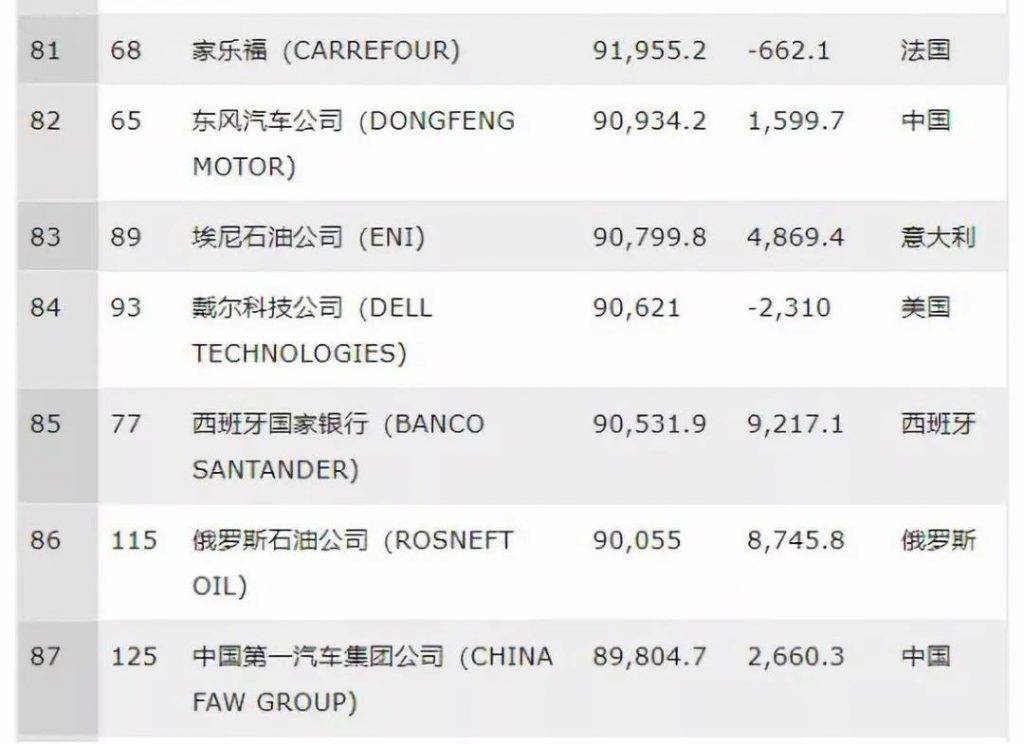 81 68 家乐福 (CARREFOUR) 91,955.2 -662.1 法国
82 65 东风汽车公司 (DONGFENG 90,934.2 1,599.7 中国
MOTOR)
83 89 埃尼石油公司 (ENI) 90,799.8 4,869.4 意大利
84 93 戴尔科技公司 (DELL 90,621 -2,310 美国
TECHNOLOGIES)
85 77 西班牙国家银行 (BANCO 90,531.9 9,217.1 西班牙
SANTANDER)
86 115 俄罗斯石油公司 (ROSNEFT 90,055 8,745.8 俄罗斯
OIL)
87 125 中国第一汽车集团公司 (CHINA 89,804.7 2,660.3 中国
FAW GROUP)